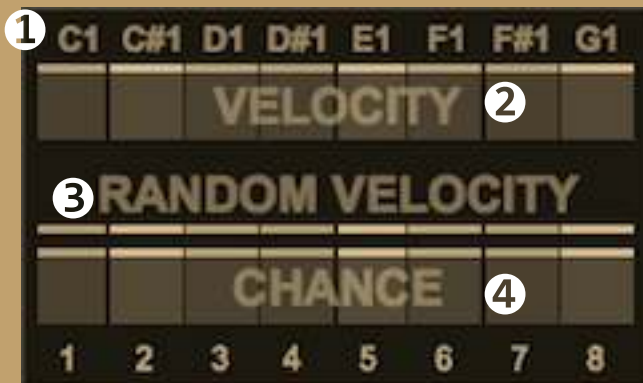 1 C1 C#1 D1 D#1 E1 F1 F#1 G1
VELOCITY 2
3 RANDOM VELOCITY
CHANCE 4
1 2 3 4 5 6 7 8